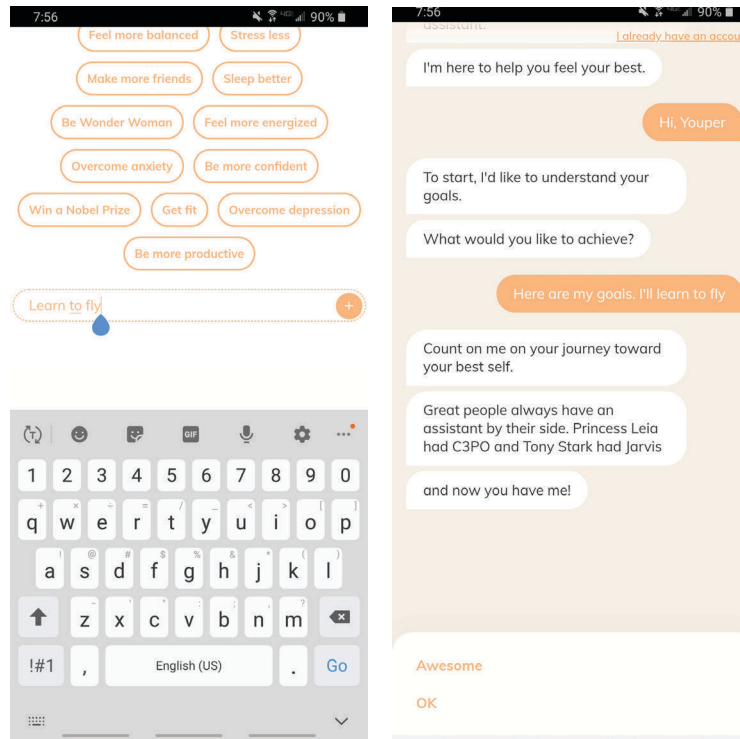 7:56
90%
Feel more balanced Stress less
Make more friends Sleep better
Be Wonder Woman Feel more energized
Overcome anxiety Be more confident
Win a Nobel Prize Get fit Overcome depression
Be more productive
Learn to fly
+
GIF
1 2 3 4 5 6 7 8 9 0
q w e r t y u i o p
a s d f g h j k l
z x c v b n m
!#1 , English (US) . Go
7:56
90%
assistant.
I already have an accou
I'm here to help you feel your best.
Hi, Youper
To start, I'd like to understand your
goals.
What would you like to achieve?
Here are my goals. I'll learn to fly
Count on me on your journey toward
your best self.
Great people always have an
assistant by their side. Princess Leia
had C3PO and Tony Stark had Jarvis
and now you have me!
Awesome
OK